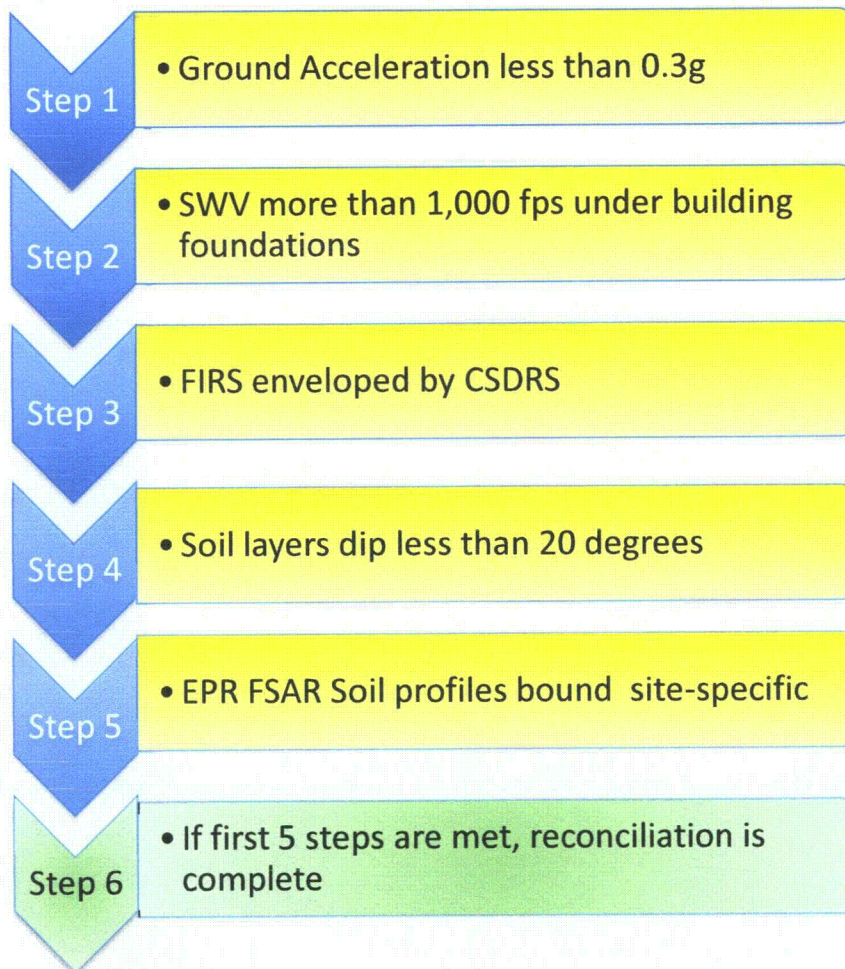 Step 1
• Ground Acceleration less than 0.3g
Step 2
• SWV more than 1,000 fps under building
foundations
Step 3
• FIRS enveloped by CSDRS
Step 4
• Soil layers dip less than 20 degrees
Step 5
• EPR FSAR Soil profiles bound site-specific
Step 6
• If first 5 steps are met, reconciliation is
complete